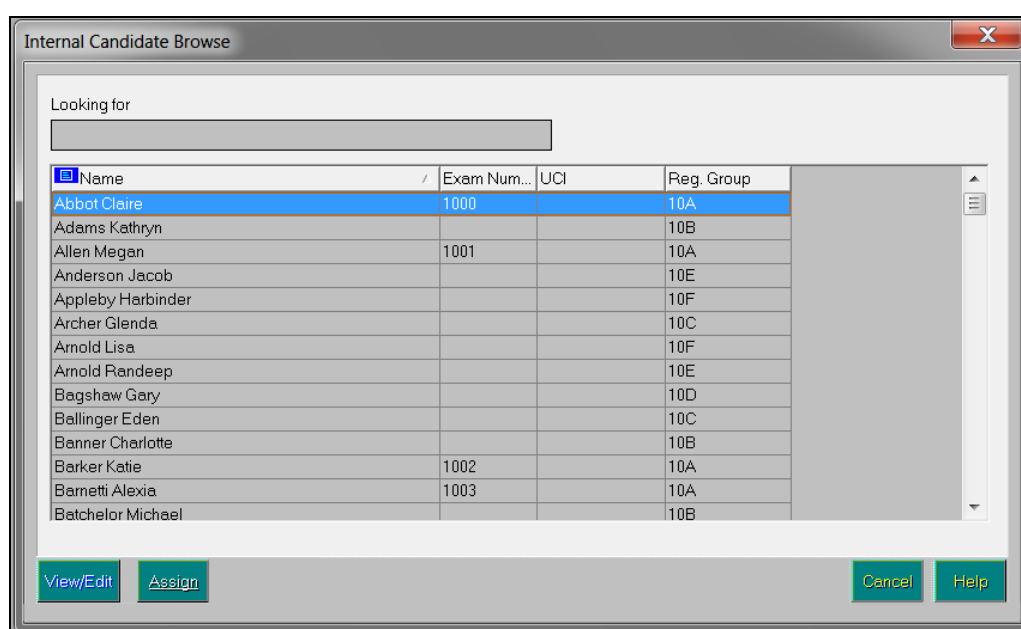 Internal Candidate Browse
Looking for
Name Exam Num... UCI Reg. Group
Abbot Claire 1000 10A
Adams Kathryn 10B
Allen Megan 1001 10A
Anderson Jacob 10E
Appleby Harbinder 10F
Archer Glenda 10C
Arnold Lisa 10F
Arnold Randeep 10E
Bagshaw Gary 10D
Ballinger Eden 10C
Banner Charlotte 10B
Barker Katie 1002 10A
Barnetti Alexia 1003 10A
Batchelor Michael 10B
View/Edit Assign Cancel Help